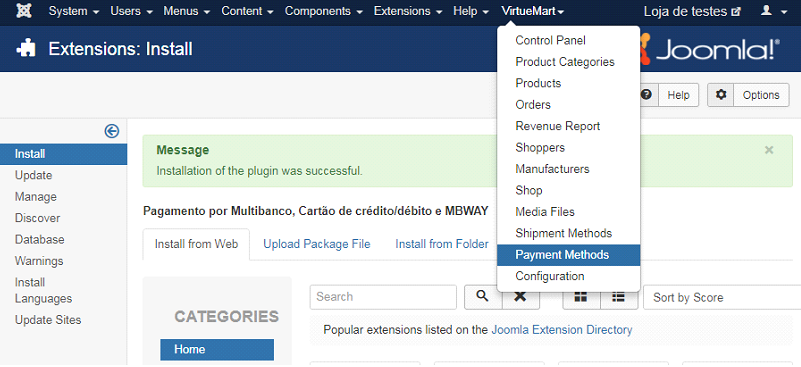 System Users Menus Content Components Extensions Help VirtueMart Loja de testes
Extensions: Install
Joomla!®
Control Panel
Product Categories
Products
Orders
Revenue Report
Shoppers
Manufacturers
Shop
Media Files
Shipment Methods
Payment Methods
Configuration
Help
Options
Install
Update
Manage
Discover
Database
Warnings
Install
Languages
Update Sites
Message
Installation of the plugin was successful.
Pagamento por Multibanco, Cartão de crédito/débito e MBWAY
Install from Web Upload Package File Install from Folder
CATEGORIES
Home
Search
Sort by Score
Popular extensions listed on the Joomla Extension Directory